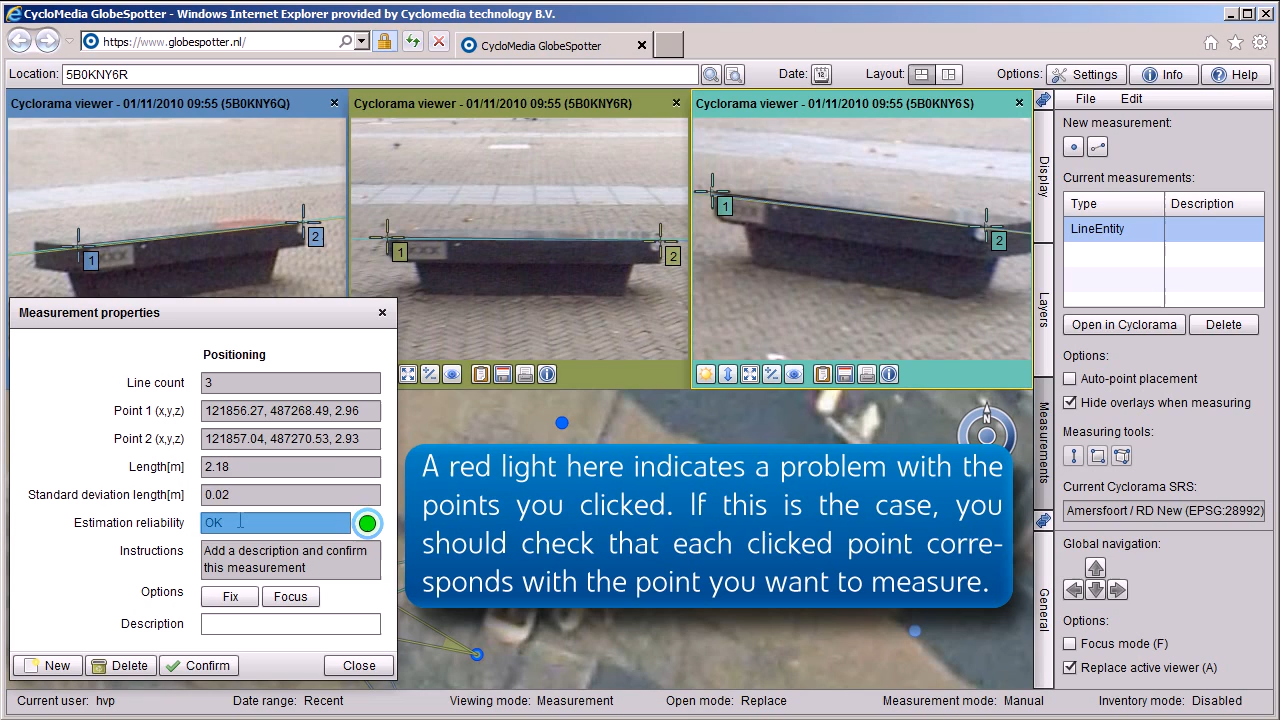 CycloMedia GlobeSpotter - Windows Internet Explorer provided by Cyclomedia technology B.V.
https://www.globespotter.nl/
CycloMedia GlobeSpotter
Location: 5B0KNY6R
Date: 12
Layout:
Options: Settings Info Help
Cyclorama viewer - 01/11/2010 09:55 (5B0KNY6Q)
Cyclorama viewer - 01/11/2010 09:55 (5B0KNY6R)
Cyclorama viewer - 01/11/2010 09:55 (5B0KNY6S)
1
2
1
2
1
2
Display
Layers
Measurements
General
File Edit
New measurement:
Current measurements:
Type Description
LineEntity
Open in Cyclorama Delete
Options:
Auto-point placement
Hide overlays when measuring
Measuring tools:
Current Cyclorama SRS:
Amersfoort / RD New (EPSG:28992)
Global navigation:
Options:
Focus mode (F)
Replace active viewer (A)
Measurement properties
Positioning
Line count 3
Point 1 (x,y,z) 121856.27, 487268.49, 2.96
Point 2 (x,y,z) 121857.04, 487270.53, 2.93
Length[m] 2.18
Standard deviation length[m] 0.02
Estimation reliability OK
Instructions Add a description and confirm
this measurement
Options Fix Focus
Description
New Delete Confirm Close
N
A red light here indicates a problem with the
points you clicked. If this is the case, you
should check that each clicked point corre-
sponds with the point you want to measure.
Current user: hvp Date range: Recent Viewing mode: Measurement Open mode: Replace Measurement mode: Manual Inventory mode: Disabled